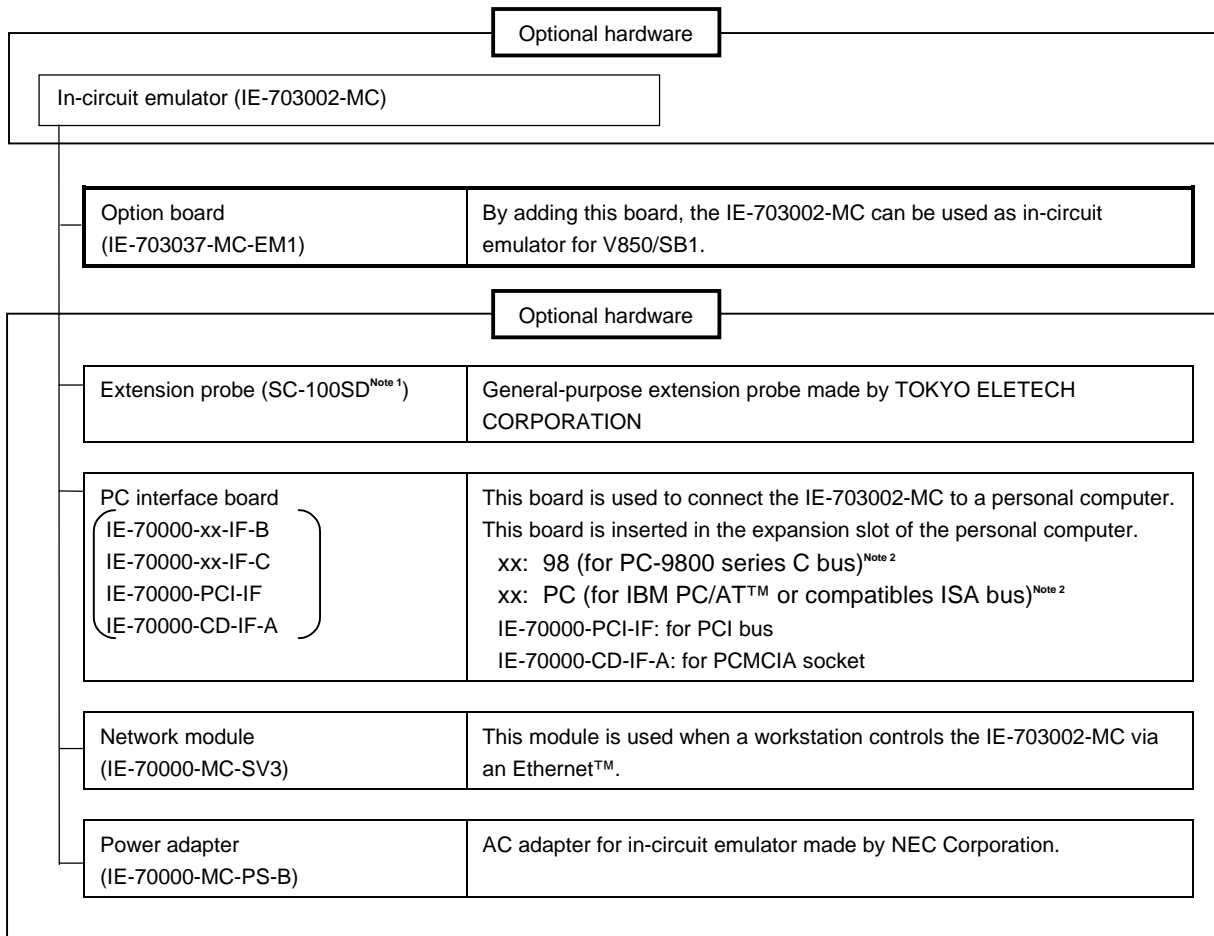 Optional hardware
In-circuit emulator (IE-703002-MC)
Option board
(IE-703037-MC-EM1)
By adding this board, the IE-703002-MC can be used as in-circuit
emulator for V850/SB1.
Optional hardware
Extension probe (SC-100SDNote 1)
General-purpose extension probe made by TOKYO ELETECH
CORPORATION
PC interface board
IE-70000-xx-IF-B
IE-70000-xx-IF-C
IE-70000-PCI-IF
IE-70000-CD-IF-A
This board is used to connect the IE-703002-MC to a personal computer.
This board is inserted in the expansion slot of the personal computer.
xx: 98 (for PC-9800 series C bus)Note 2
xx: PC (for IBM PC/AT™ or compatibles ISA bus)Note 2
IE-70000-PCI-IF: for PCI bus
IE-70000-CD-IF-A: for PCMCIA socket
Network module
(IE-70000-MC-SV3)
This module is used when a workstation controls the IE-703002-MC via
an Ethernet™.
Power adapter
(IE-70000-MC-PS-B)
AC adapter for in-circuit emulator made by NEC Corporation.